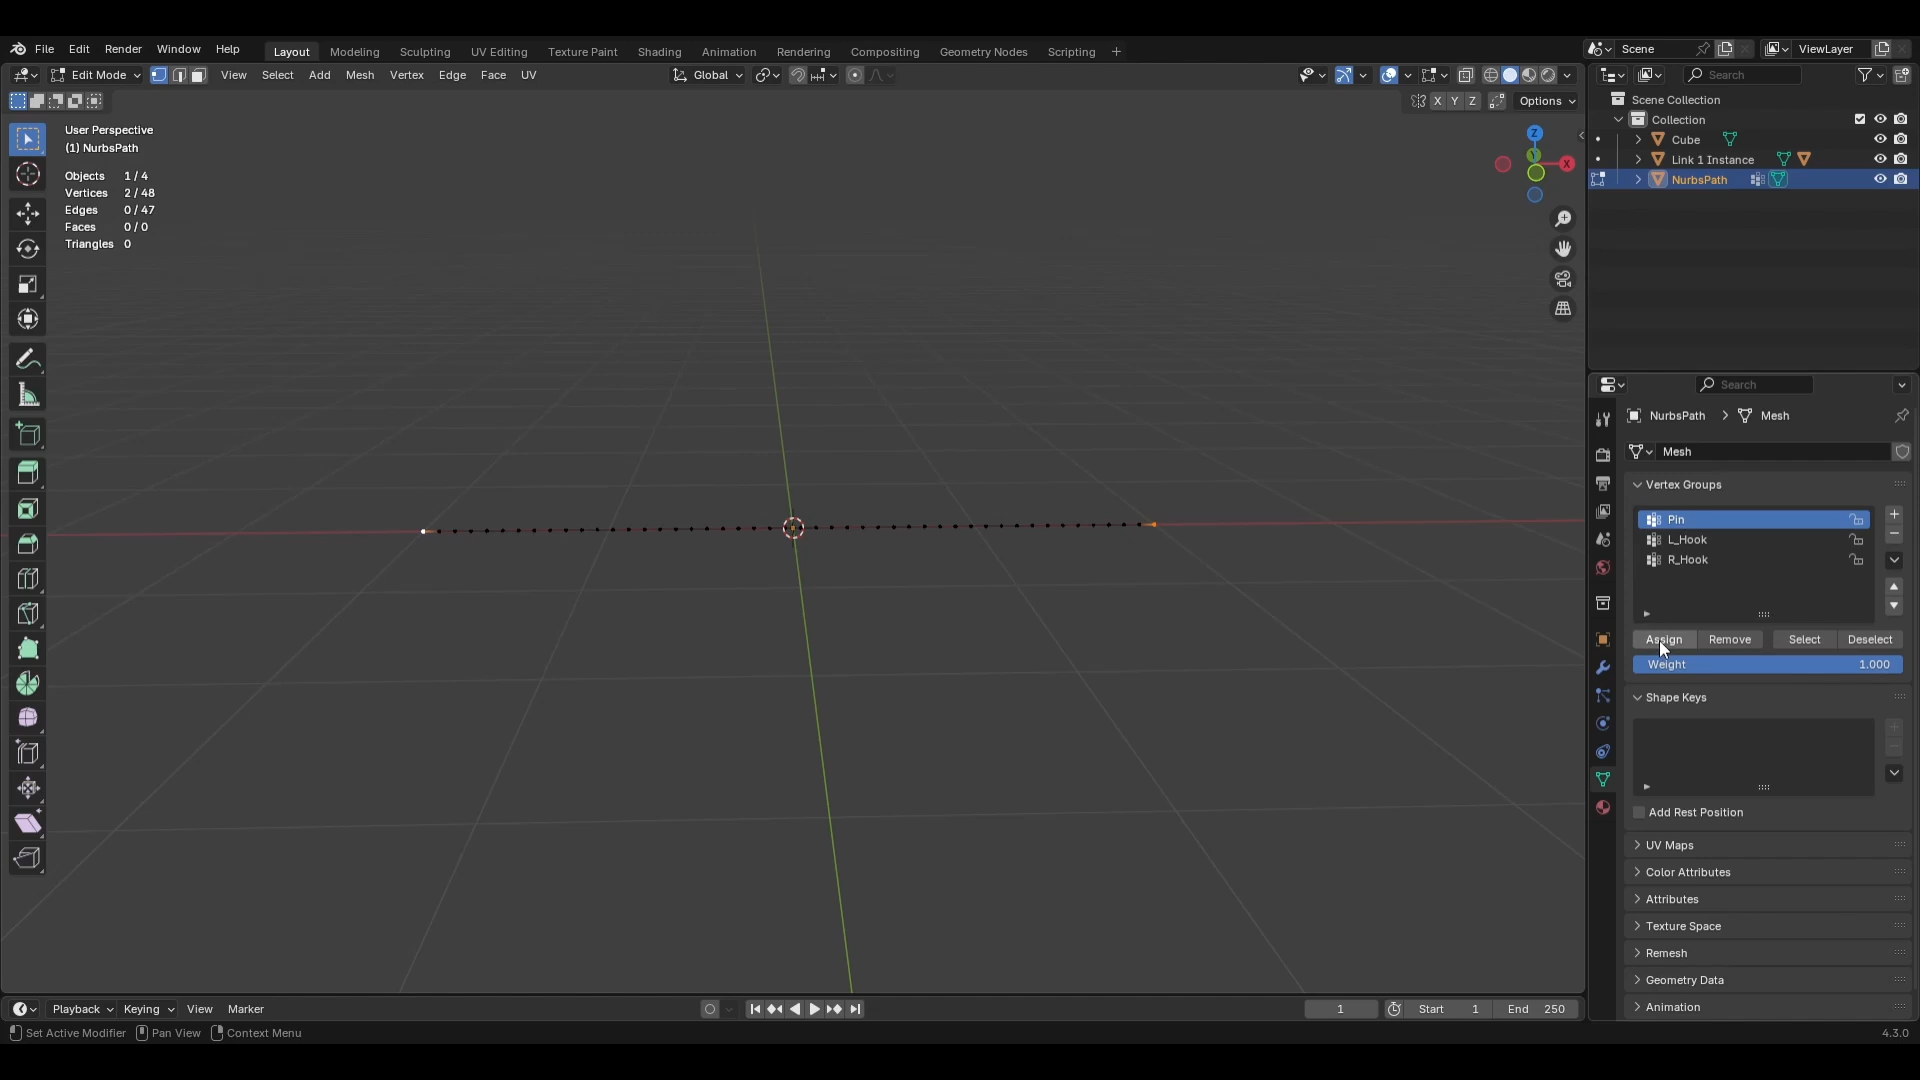 File Edit Render Window Help Layout Modeling Sculpting UV Editing Texture Paint Shading Animation Rendering Compositing Geometry Nodes Scripting + Scene ViewLayer
Edit Mode View Select Add Mesh Vertex Edge Face UV Global Search
X Y Z Options
User Perspective
(1) NurbsPath
Objects 1 / 4
Vertices 2 / 48
Edges 0 / 47
Faces 0 / 0
Triangles 0
Z
Y
X
Scene Collection
Collection
Cube
Link 1 Instance
NurbsPath
Search
NurbsPath > Mesh
Mesh
Vertex Groups
Pin
L_Hook
R_Hook
Assign Remove Select Deselect
Weight 1.000
Shape Keys
Add Rest Position
UV Maps
Color Attributes
Attributes
Texture Space
Remesh
Geometry Data
Animation
Playback Keying View Marker 1 Start 1 End 250
Set Active Modifier Pan View Context Menu 4.3.0